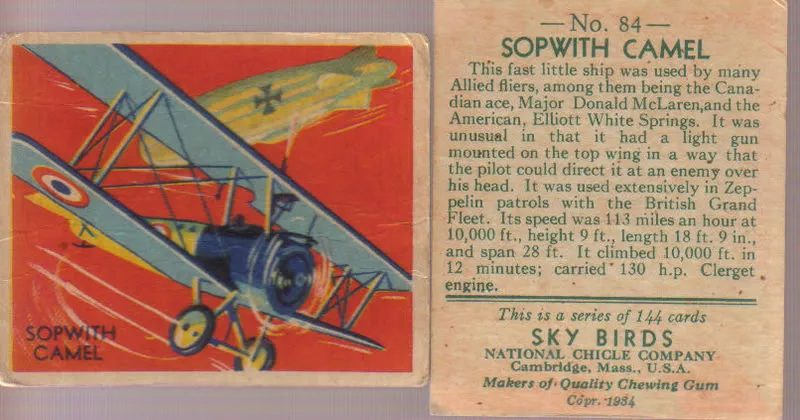 SOPWITH
CAMEL
— No. 84 —
SOPWITH CAMEL
This fast little ship was used by many
Allied fliers, among them being the Cana-
dian ace, Major Donald McLaren,and the
American, Elliott White Springs. It was
unusual in that it had a light gun
mounted on the top wing in a way that
the pilot could direct it at an enemy over
his head. It was used extensively in Zep-
pelin patrols with the British Grand
Fleet. Its speed was 113 miles an hour at
10,000 ft., height 9 ft., length 18 ft. 9 in.,
and span 28 ft. It climbed 10,000 ft. in
12 minutes; carried 130 h.p. Clerget
engine.
This is a series of 144 cards
SKY BIRDS
NATIONAL CHICLE COMPANY
Cambridge, Mass., U.S.A.
Makers of Quality Chewing Gum
Copr. 1934